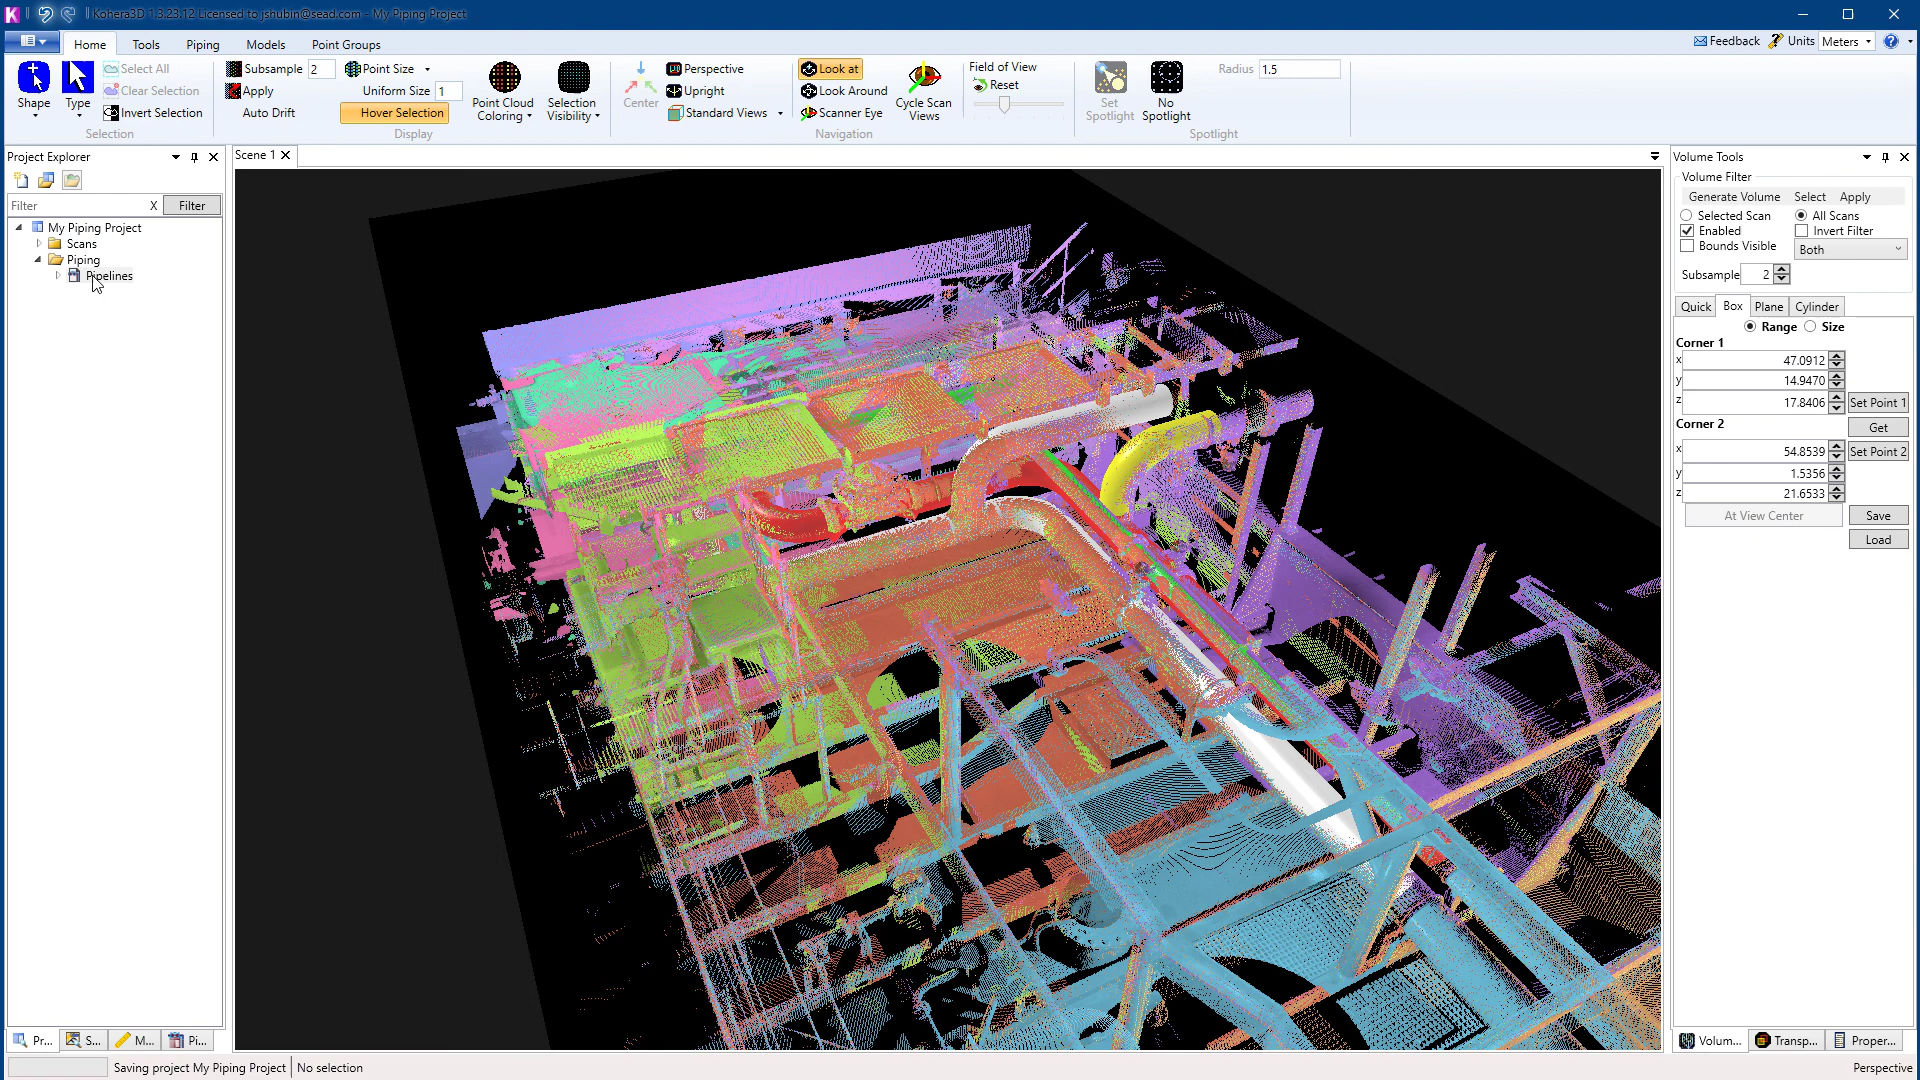 K Kohera3D 1.3.23.12 Licensed to jshubin@sead.com - My Piping Project
Home Tools Piping Models Point Groups
Feedback Units Meters
Shape
Type
Select All
Clear Selection
Invert Selection
Selection
Subsample 2
Apply
Auto Drift
Point Size
Uniform Size 1
Hover Selection
Point Cloud
Coloring
Selection
Visibility
Display
Center
Perspective
Upright
Standard Views
Look at
Look Around
Scanner Eye
Cycle Scan
Views
Navigation
Field of View
Reset
Set
Spotlight
No
Spotlight
Radius 1.5
Spotlight
Project Explorer
Filter X Filter
My Piping Project
Scans
Piping
Pipelines
Scene 1
Volume Tools
Volume Filter
Generate Volume Select Apply
Selected Scan All Scans
Enabled Invert Filter
Bounds Visible Both
Subsample 2
Quick Box Plane Cylinder
Range Size
Corner 1
x 47.0912
y 14.9470
z 17.8406 Set Point 1
Corner 2 Get
x 54.8539 Set Point 2
y 1.5356
z 21.6533
At View Center Save
Load
Pr... S... M... Pi...
Volum... Transp... Proper...
Saving project My Piping Project No selection
Perspective